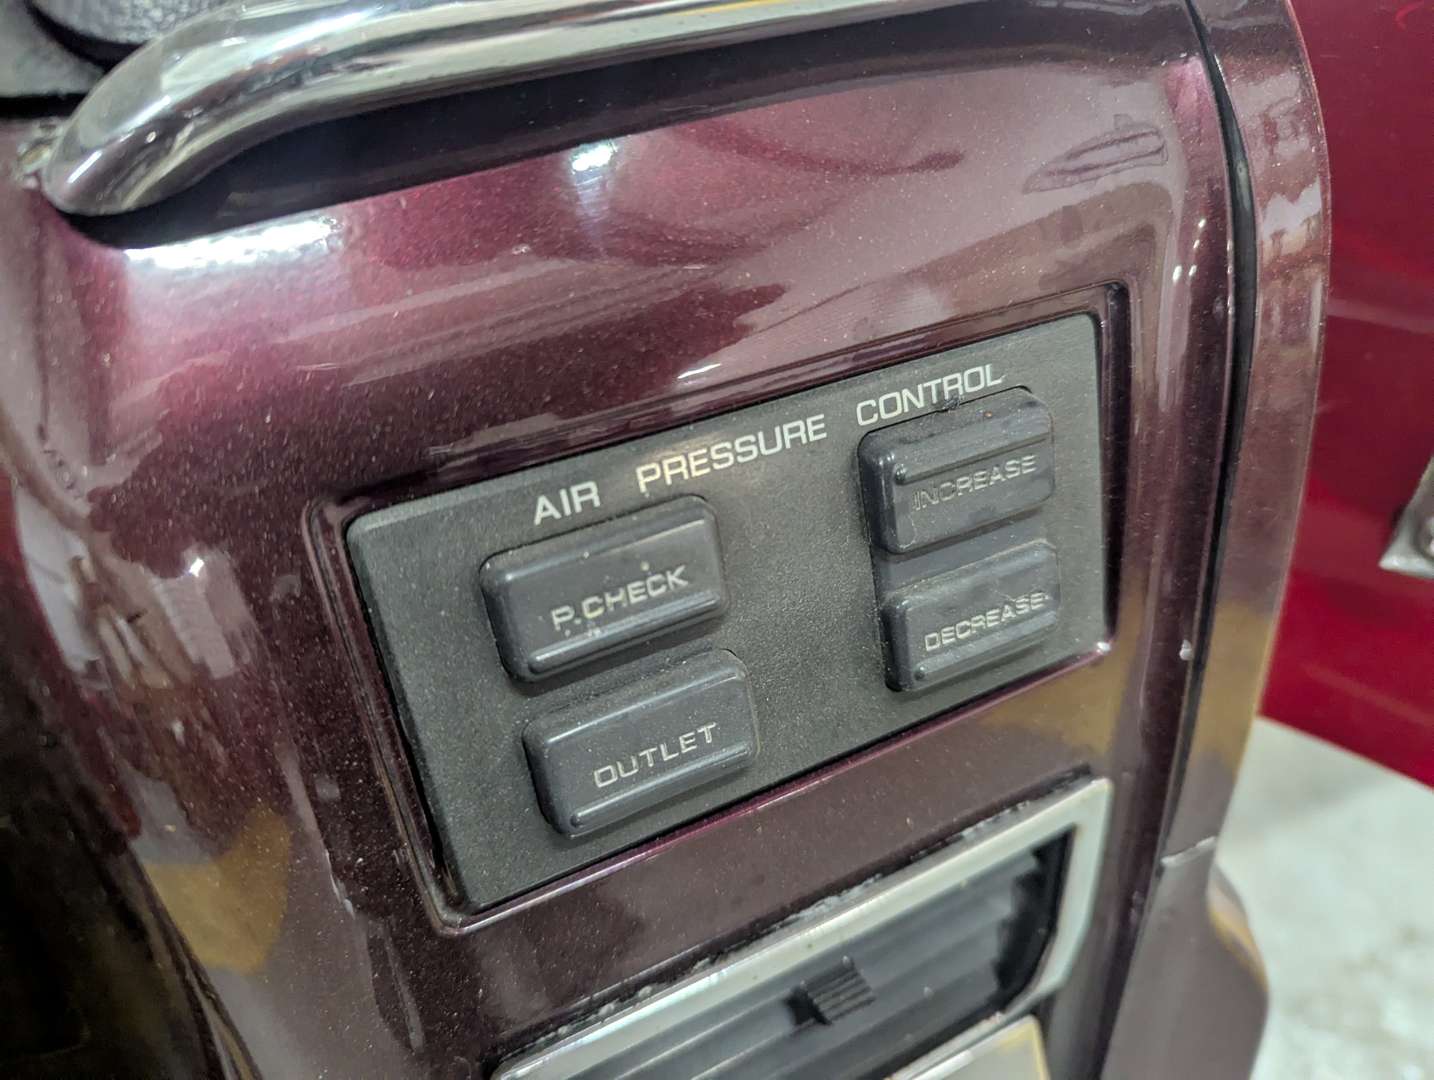 AIR PRESSURE CONTROL
P.CHECK
INCREASE
OUTLET
DECREASE